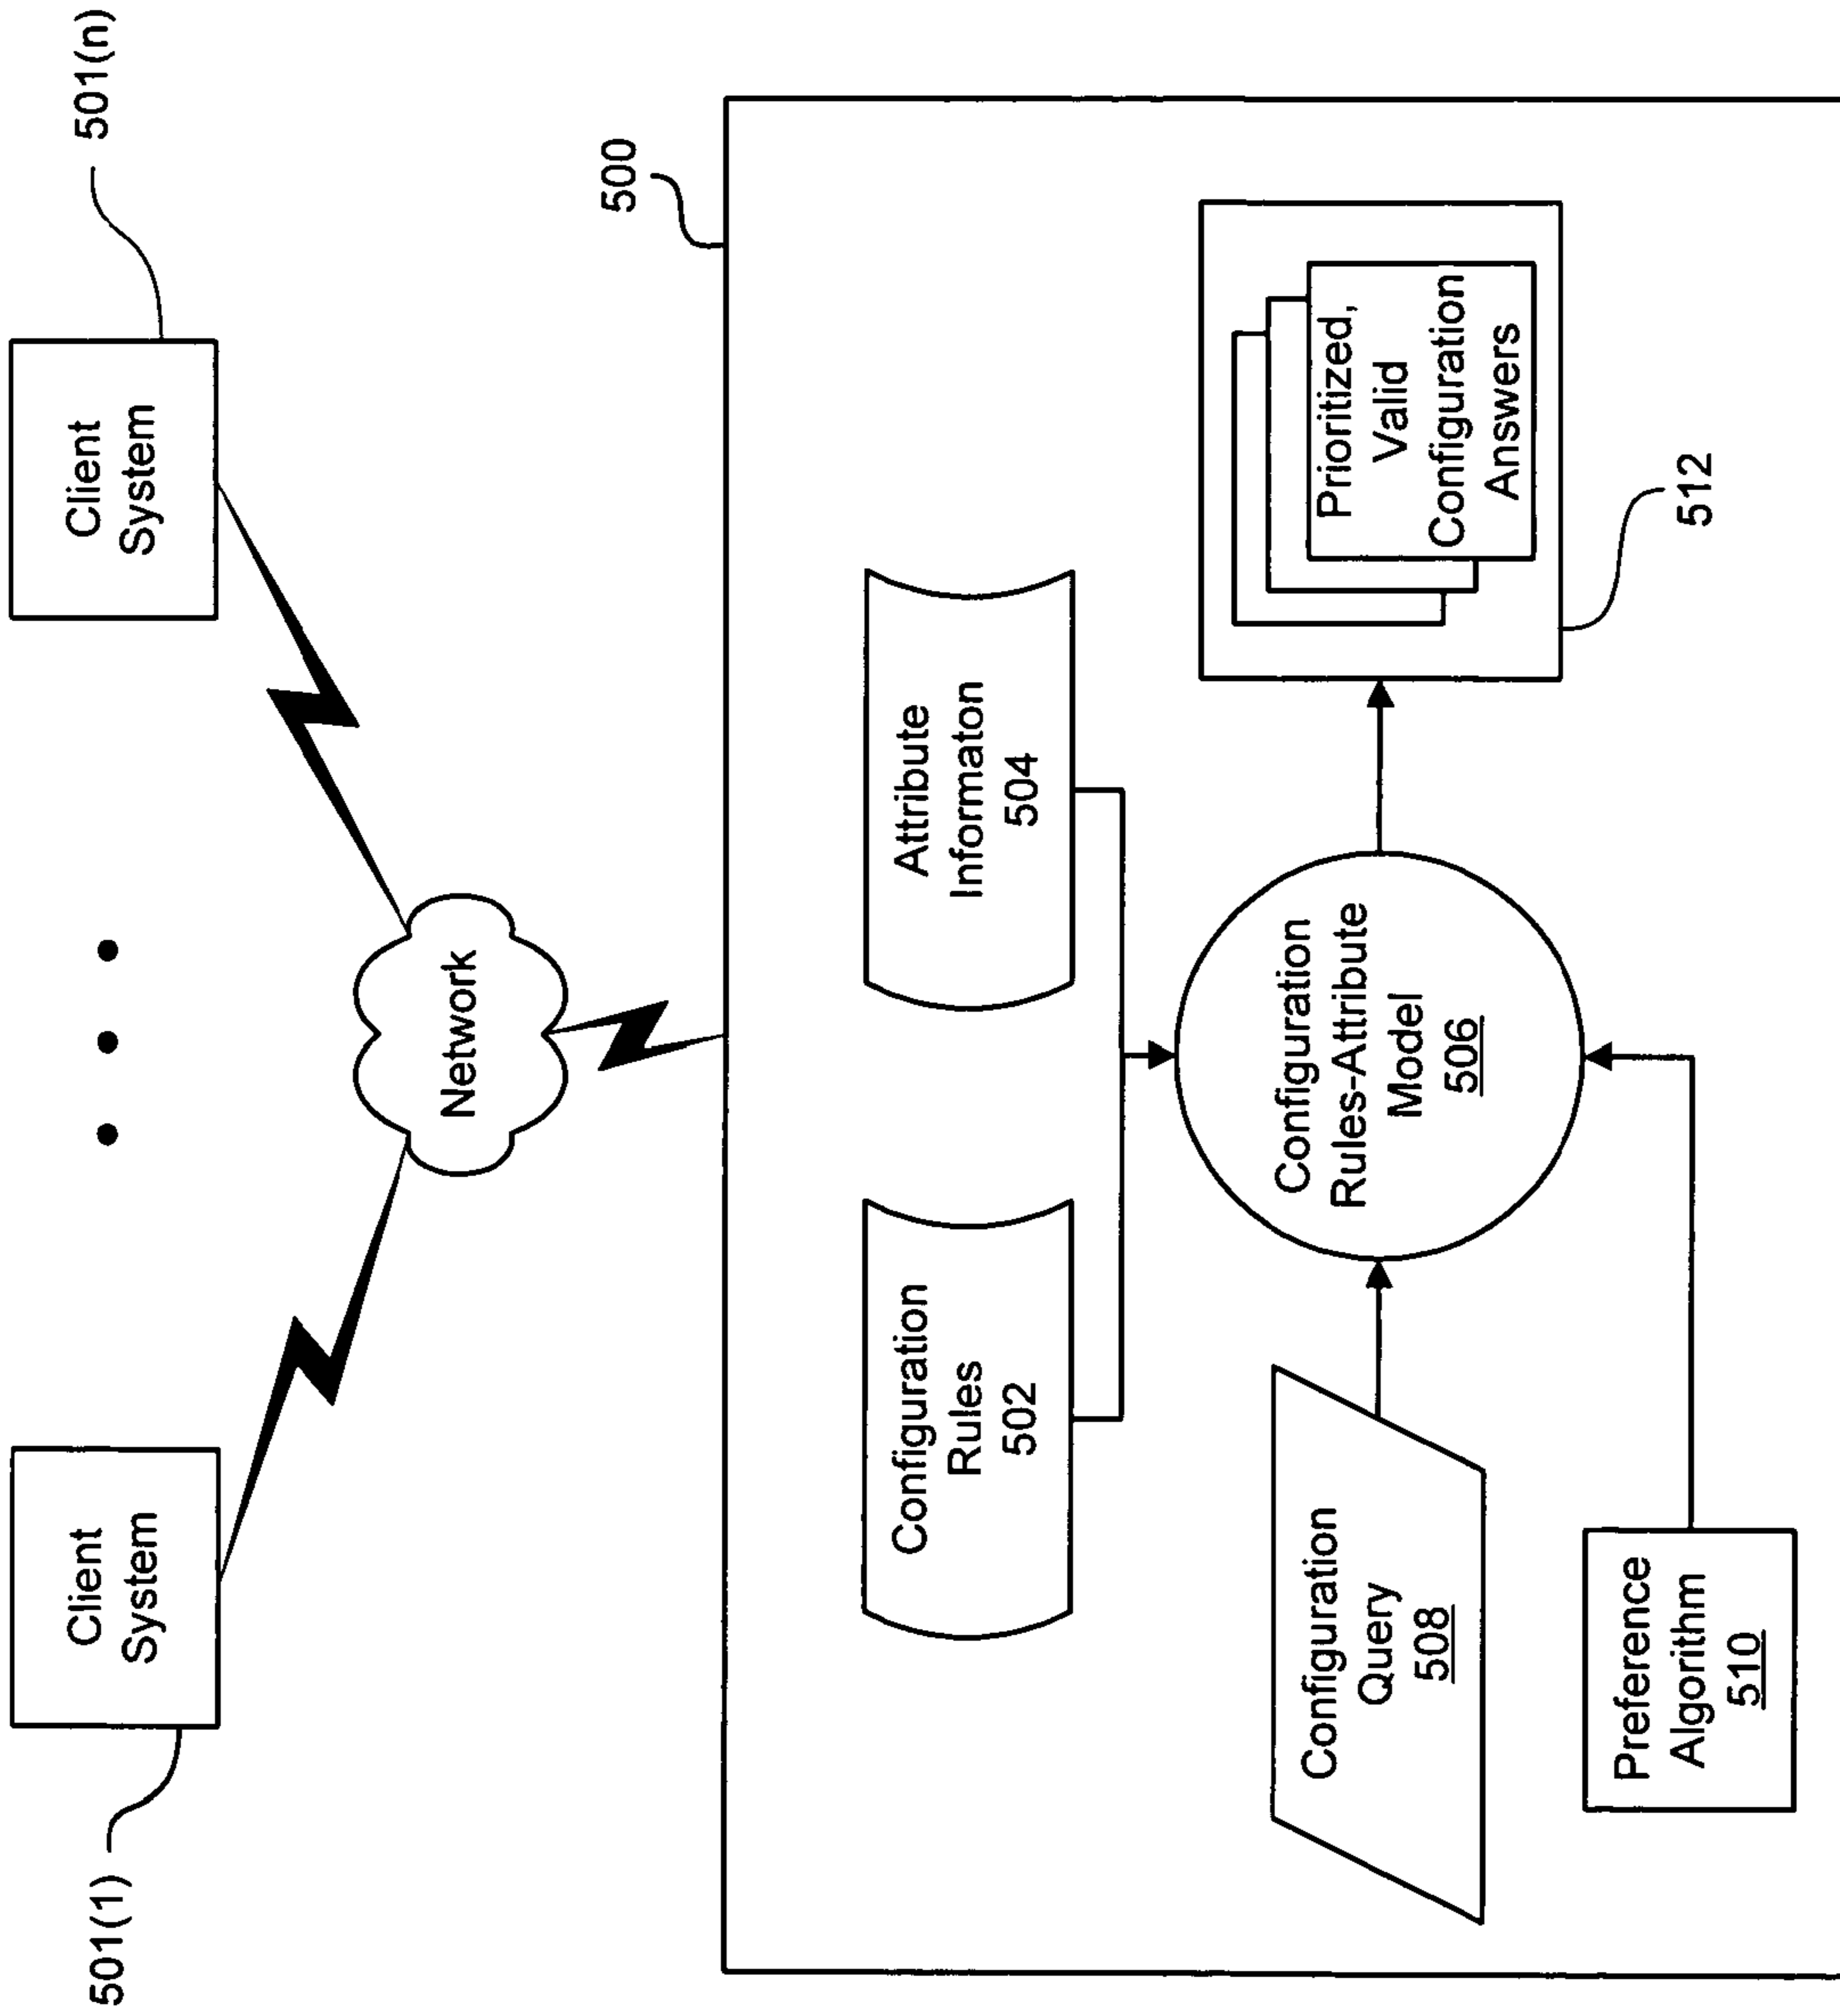 501(1)
Client
System
Client
System
501(n)
Network
500
Configuration
Rules
502
Attribute
Informaton
504
Configuration
Query
508
Configuration
Rules-Attribute
Model
506
Prioritized,
Valid
Configuration
Answers
512
Preference
Algorithm
510